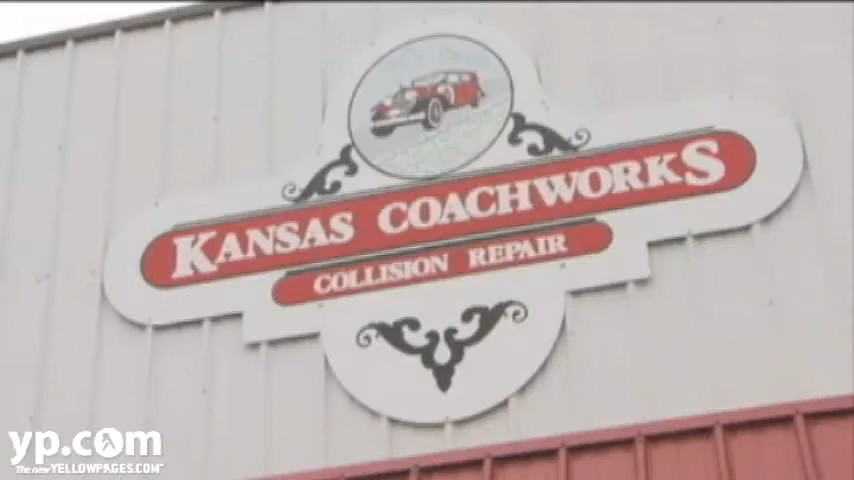 KANSAS COACHWORKS
COLLISION REPAIR
yp.com
The new YELLOWPAGES.COM